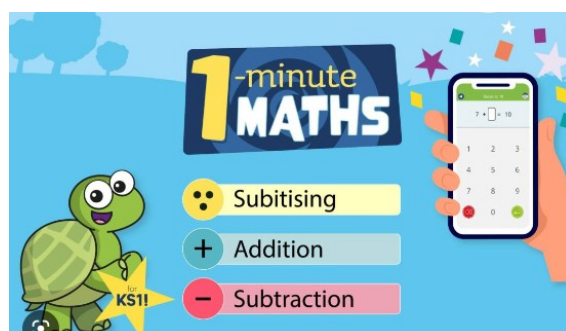 1-minute
MATHS
7 + = 10
1 2 3
4 5 6
7 8 9
0
Subitising
+ Addition
− Subtraction
for
KS1!